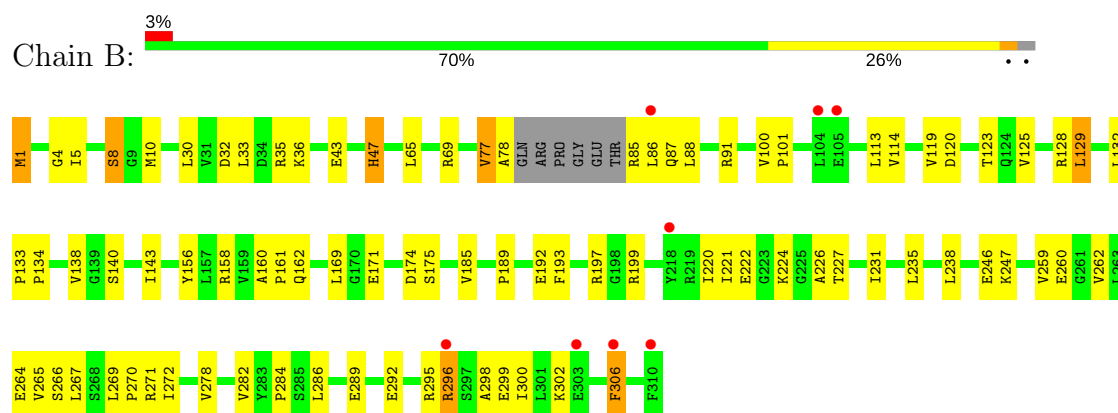 3%
Chain B:
70% 26% • •
M1 G4 I5 S8 G9 M10 L30 V31 D32 L33 D34 R35 K36 E43 H47 L65 R69 V77 A78 GLN ARG PRO GLY GLU THR R85 L86 Q87 L88 R91 V100 P101 L104 E105 L113 V114 V119 D120 T123 Q124 V125 R128 L129 L132
P133 P134 V138 G139 S140 I143 Y156 L157 R158 V159 A160 P161 Q162 L169 G170 E171 D174 S175 V185 P189 E192 F193 R197 G198 R199 Y218 R219 I220 I221 E222 G223 K224 G225 A226 T227 I231 L235 L238 E246 K247 V259 E260 G261 V262 L263
E264 V265 S266 L267 S268 L269 P270 R271 I272 V278 V282 Y283 P284 S285 L286 E289 E292 R295 R296 S297 A298 E299 I300 L301 K302 E303 F306 F310